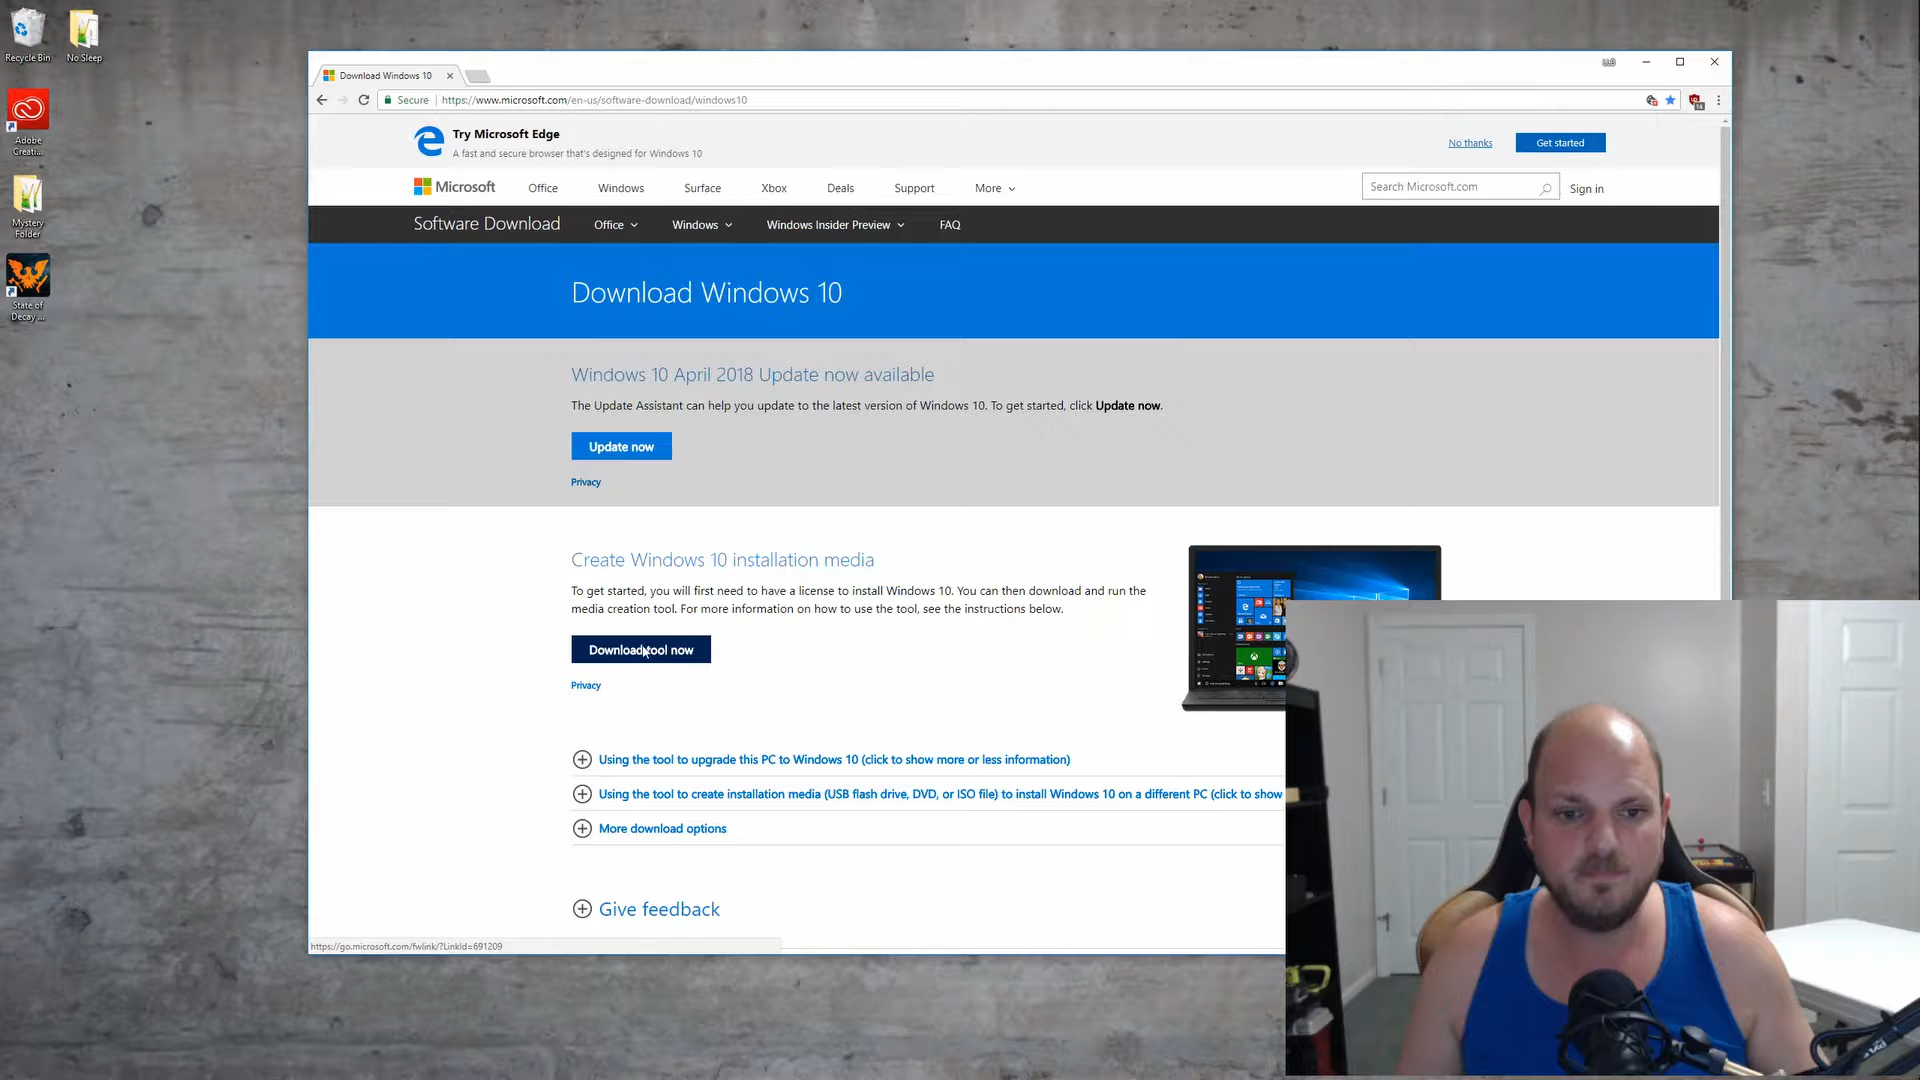 Recycle Bin
No Sleep
Adobe
Creati...
Mystery
Folder
State of
Decay ...
Download Windows 10
Secure
https://www.microsoft.com/en-us/software-download/windows10
14
Try Microsoft Edge
A fast and secure browser that's designed for Windows 10
No thanks
Get started
Microsoft
Office
Windows
Surface
Xbox
Deals
Support
More
Search Microsoft.com
Sign in
Software Download
Office
Windows
Windows Insider Preview
FAQ
Download Windows 10
Windows 10 April 2018 Update now available
The Update Assistant can help you update to the latest version of Windows 10. To get started, click Update now.
Update now
Privacy
Create Windows 10 installation media
To get started, you will first need to have a license to install Windows 10. You can then download and run the
media creation tool. For more information on how to use the tool, see the instructions below.
Download tool now
Privacy
Using the tool to upgrade this PC to Windows 10 (click to show more or less information)
Using the tool to create installation media (USB flash drive, DVD, or ISO file) to install Windows 10 on a different PC (click to show
More download options
Give feedback
https://go.microsoft.com/fwlink/?LinkId=691209